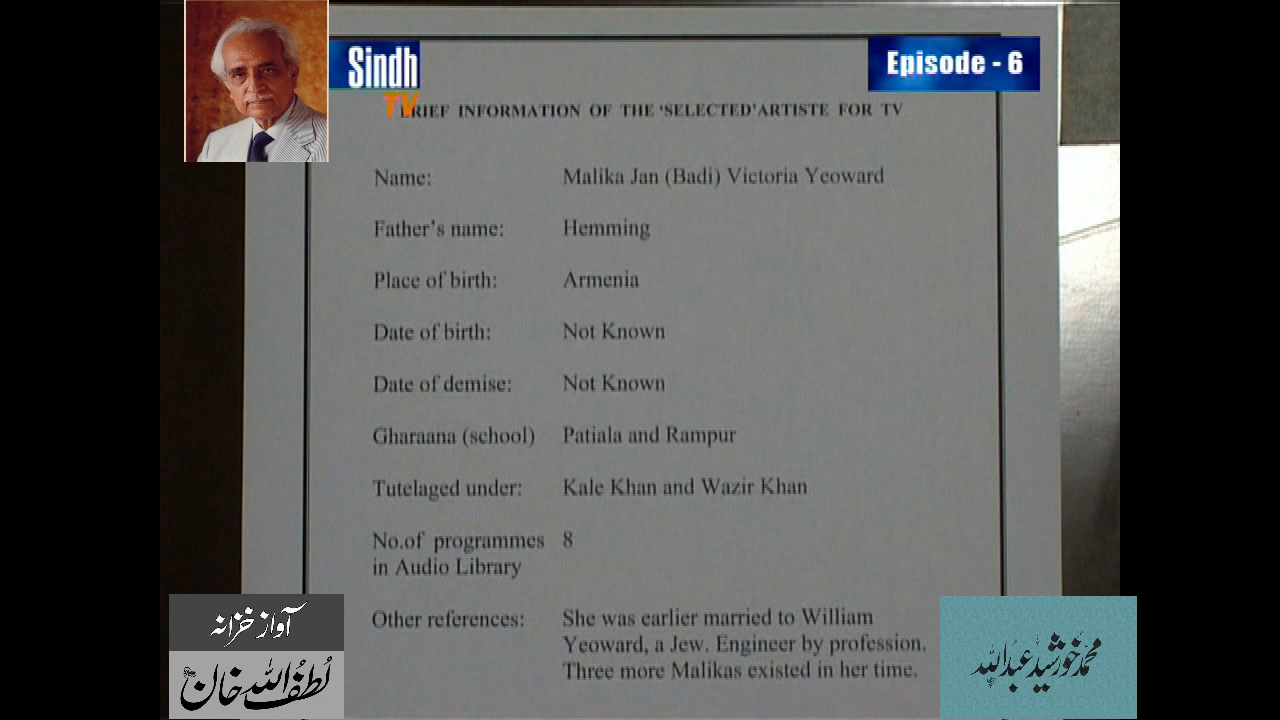 Sindh
TV
Episode - 6
BRIEF INFORMATION OF THE ‘SELECTED’ARTISTE FOR TV
Name: Malika Jan (Badi) Victoria Yeoward
Father’s name: Hemming
Place of birth: Armenia
Date of birth: Not Known
Date of demise: Not Known
Gharaana (school) Patiala and Rampur
Tutelaged under: Kale Khan and Wazir Khan
No.of programmes 8
in Audio Library
Other references: She was earlier married to William
Yeoward, a Jew. Engineer by profession.
Three more Malikas existed in her time.
آواز خزانہ
لُطفُ اللہ خان
محمد خورشید عبداللہ